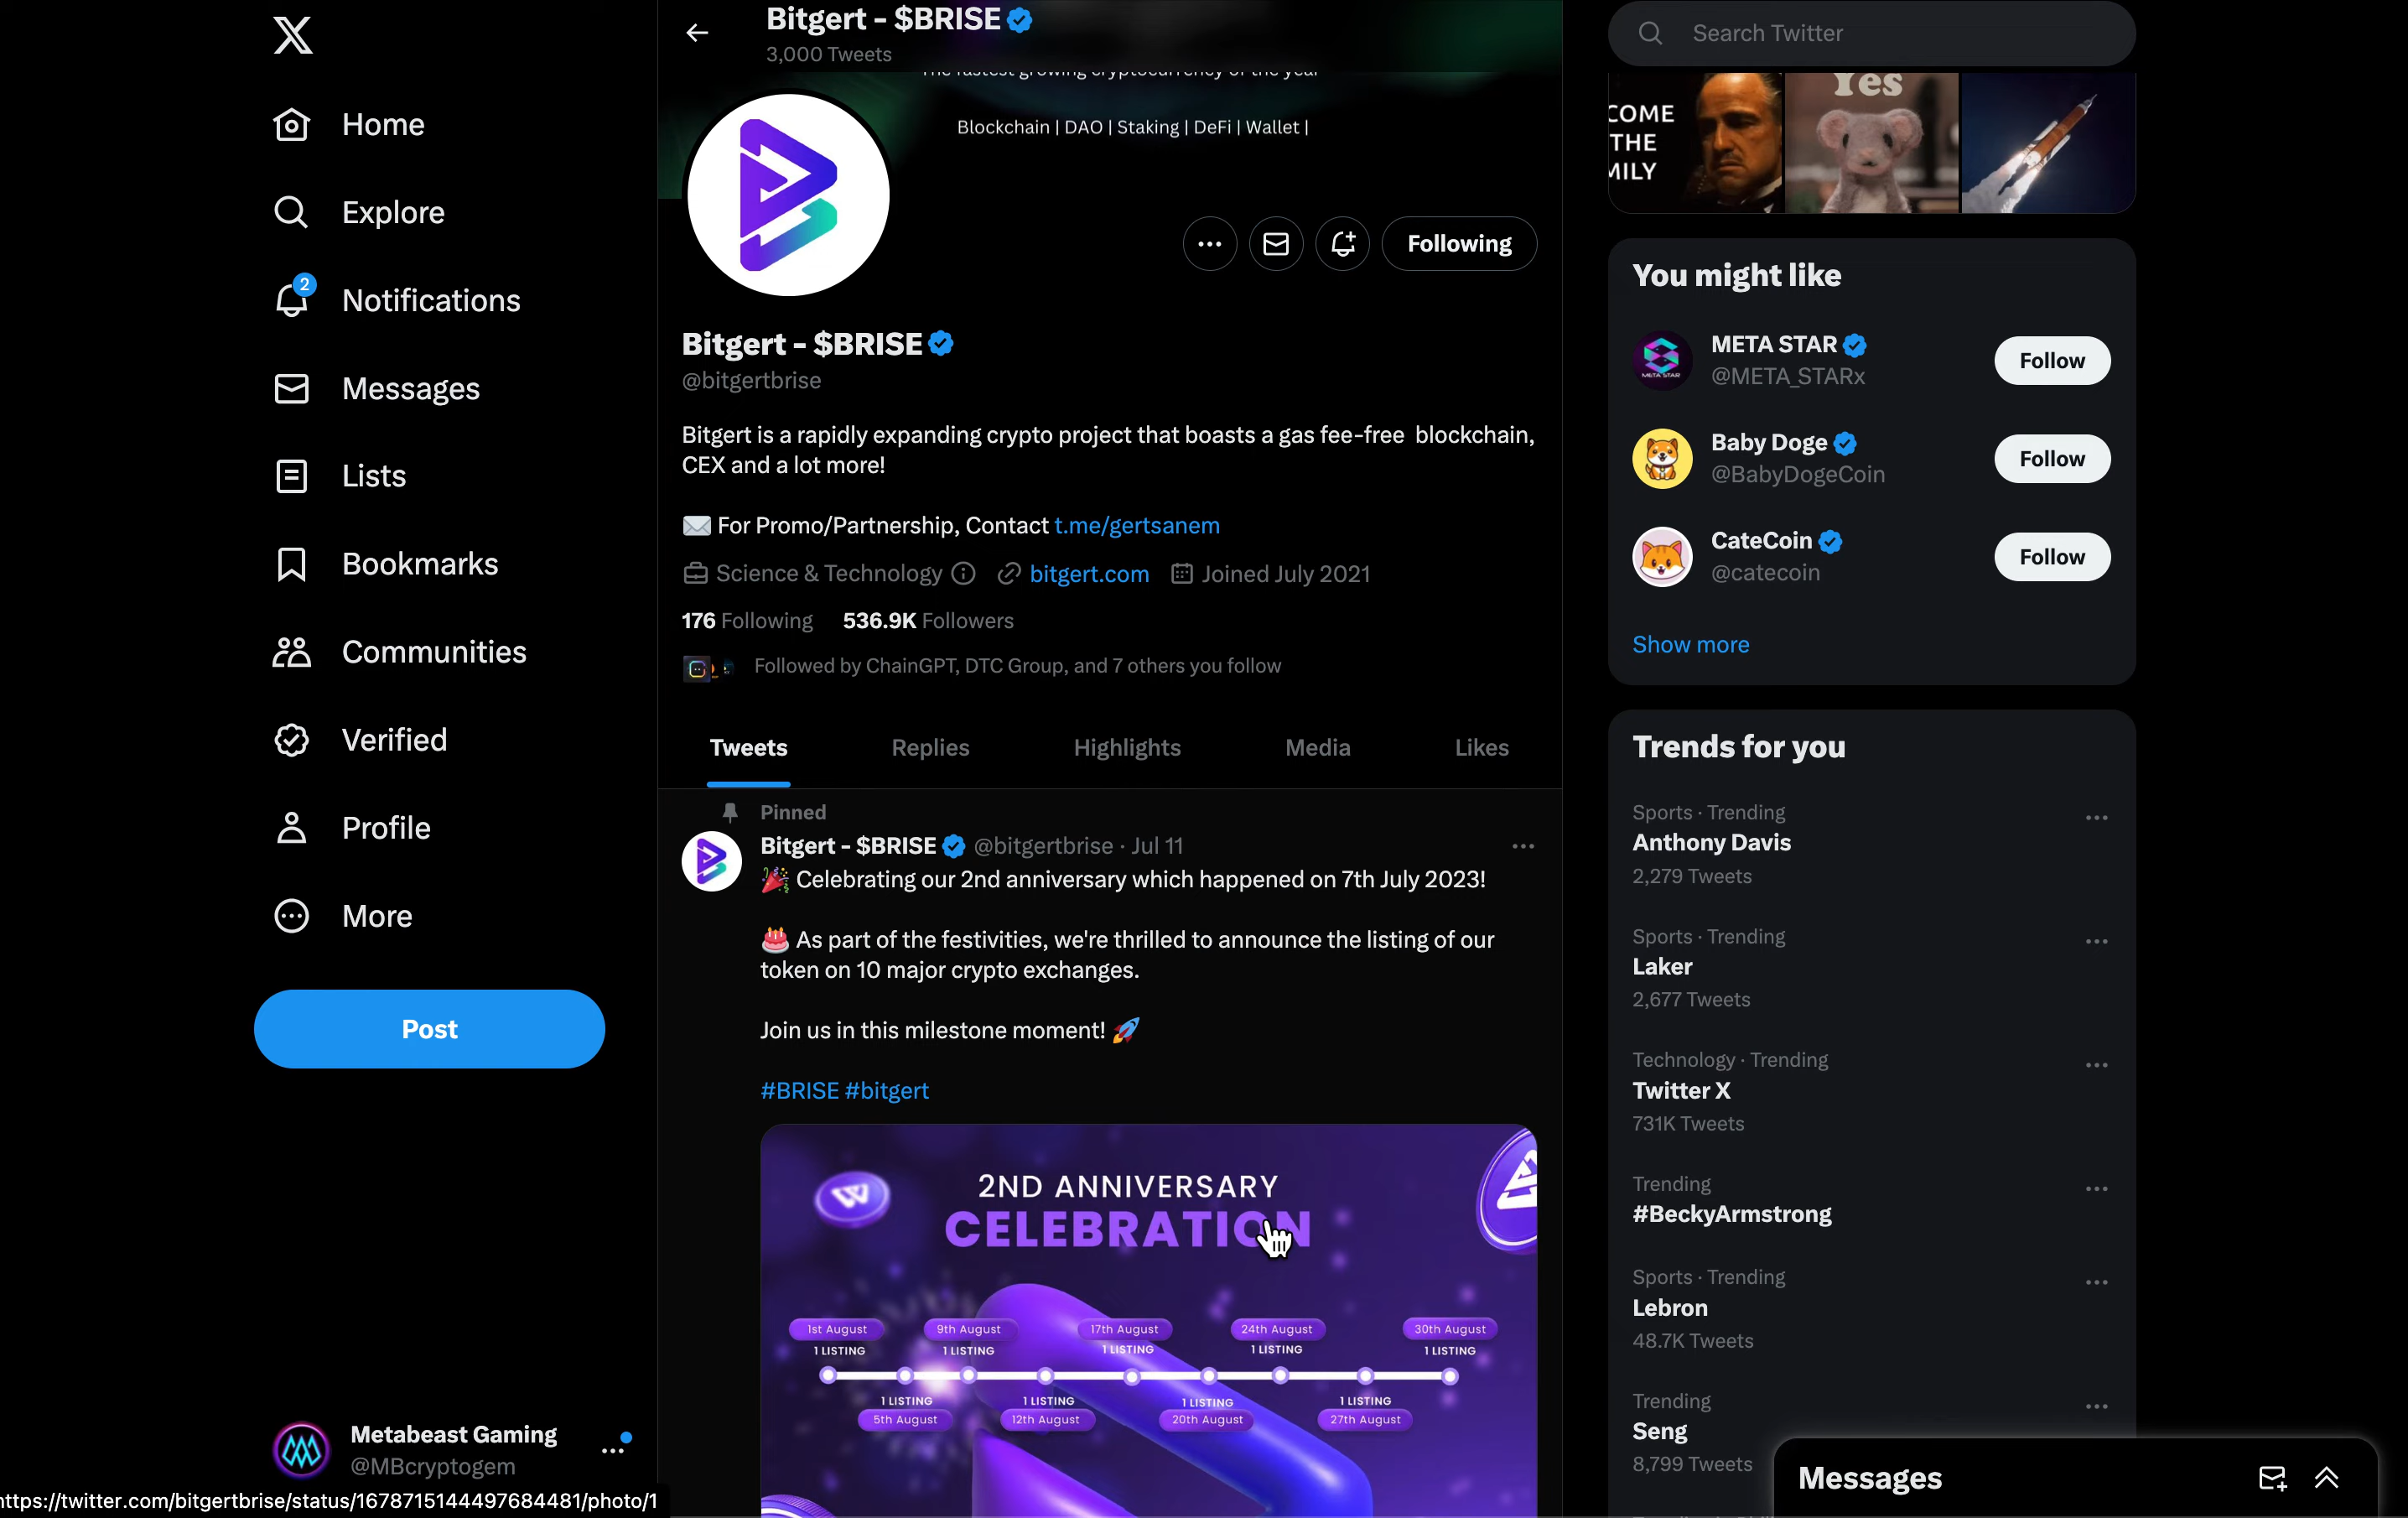 Home
Explore
2
Notifications
Messages
Lists
Bookmarks
Communities
Verified
Profile
More
Post
Metabeast Gaming
@MBcryptogem
ttps://twitter.com/bitgertbrise/status/1678715144497684481/photo/1
Bitgert - $BRISE
3,000 Tweets
The fastest growing cryptocurrency of the year
Blockchain | DAO | Staking | DeFi | Wallet |
Following
Bitgert - $BRISE
@bitgertbrise
Bitgert is a rapidly expanding crypto project that boasts a gas fee-free blockchain,
CEX and a lot more!
For Promo/Partnership, Contact t.me/gertsanem
Science & Technology bitgert.com Joined July 2021
176 Following 536.9K Followers
Followed by ChainGPT, DTC Group, and 7 others you follow
Tweets Replies Highlights Media Likes
Pinned
Bitgert - $BRISE @bitgertbrise · Jul 11
🎉 Celebrating our 2nd anniversary which happened on 7th July 2023!
🎂 As part of the festivities, we're thrilled to announce the listing of our
token on 10 major crypto exchanges.
Join us in this milestone moment! 🚀
#BRISE #bitgert
2ND ANNIVERSARY
CELEBRATION
1st August 9th August 17th August 24th August 30th August
1 LISTING 1 LISTING 1 LISTING 1 LISTING 1 LISTING
1 LISTING 1 LISTING 1 LISTING 1 LISTING
5th August 12th August 20th August 27th August
Search Twitter
COME
THE
MILY
Yes
You might like
META STAR
@META_STARx
Follow
Baby Doge
@BabyDogeCoin
Follow
CateCoin
@catecoin
Follow
Show more
Trends for you
Sports · Trending
Anthony Davis
2,279 Tweets
Sports · Trending
Laker
2,677 Tweets
Technology · Trending
Twitter X
731K Tweets
Trending
#BeckyArmstrong
Sports · Trending
Lebron
48.7K Tweets
Trending
Seng
8,799 Tweets
Messages